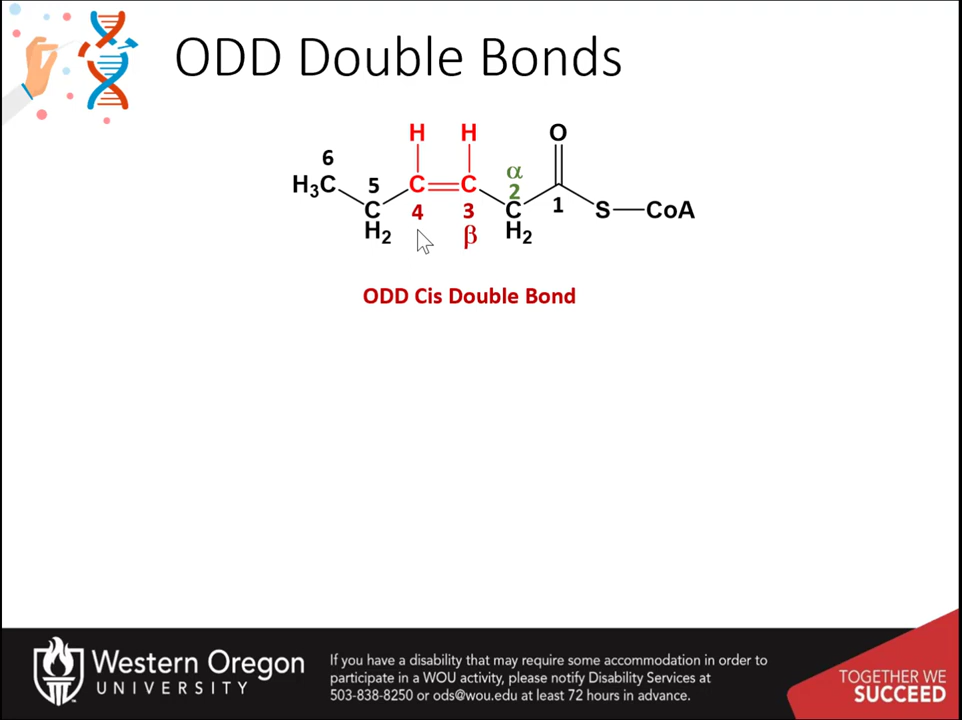 ODD Double Bonds
H H O
6 α
H₃C 5 C C 2
C 4 3 C 1 S CoA
H₂ β H₂
ODD Cis Double Bond
Western Oregon
UNIVERSITY
If you have a disability that may require some accommodation in order to
participate in a WOU activity, please notify Disability Services at
503-838-8250 or ods@wou.edu at least 72 hours in advance.
TOGETHER WE
SUCCEED